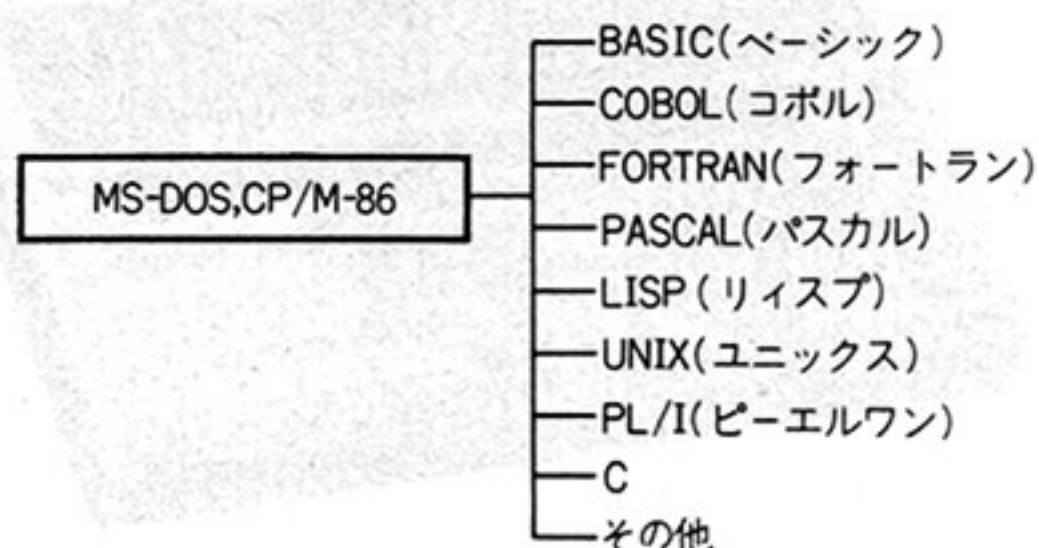 MS-DOS,CP/M-86
BASIC(ベーシック)
COBOL(コボル)
FORTRAN(フォートラン)
PASCAL(パスカル)
LISP(リィスプ)
UNIX(ユニックス)
PL/I(ピーエルワン)
C
その他